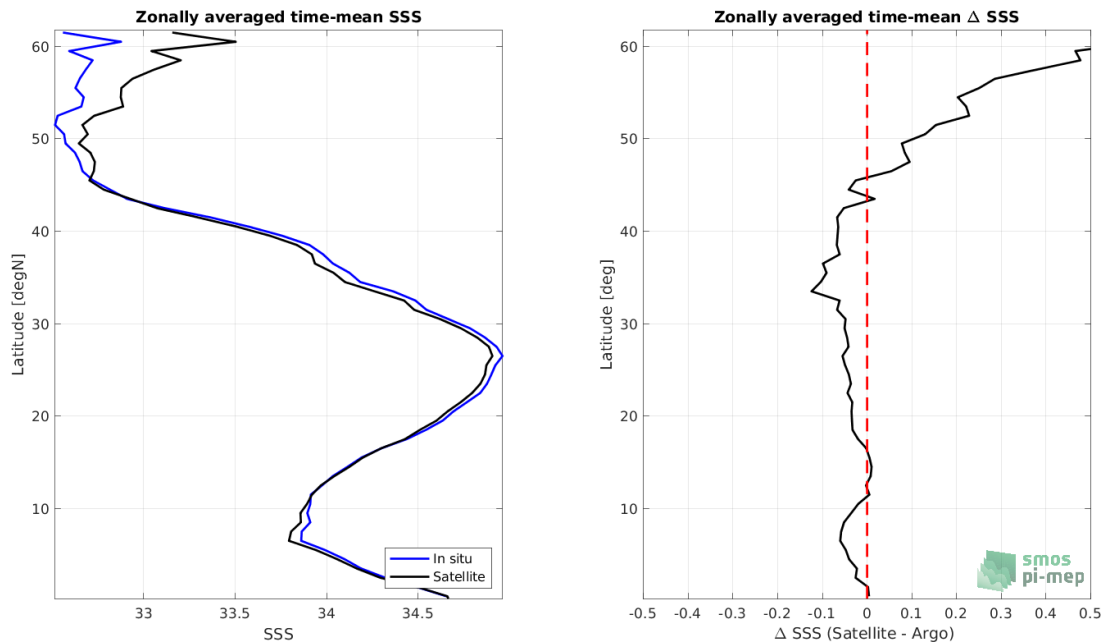 Zonally averaged time-mean SSS
60
50
40
30
20
10
Latitude [degN]
33
33.5
34
34.5
SSS
In situ
Satellite
Zonally averaged time-mean Δ SSS
60
50
40
30
20
10
Latitude [deg]
-0.5
-0.4
-0.3
-0.2
-0.1
0
0.1
0.2
0.3
0.4
0.5
Δ SSS (Satellite - Argo)
smos
pi-mep